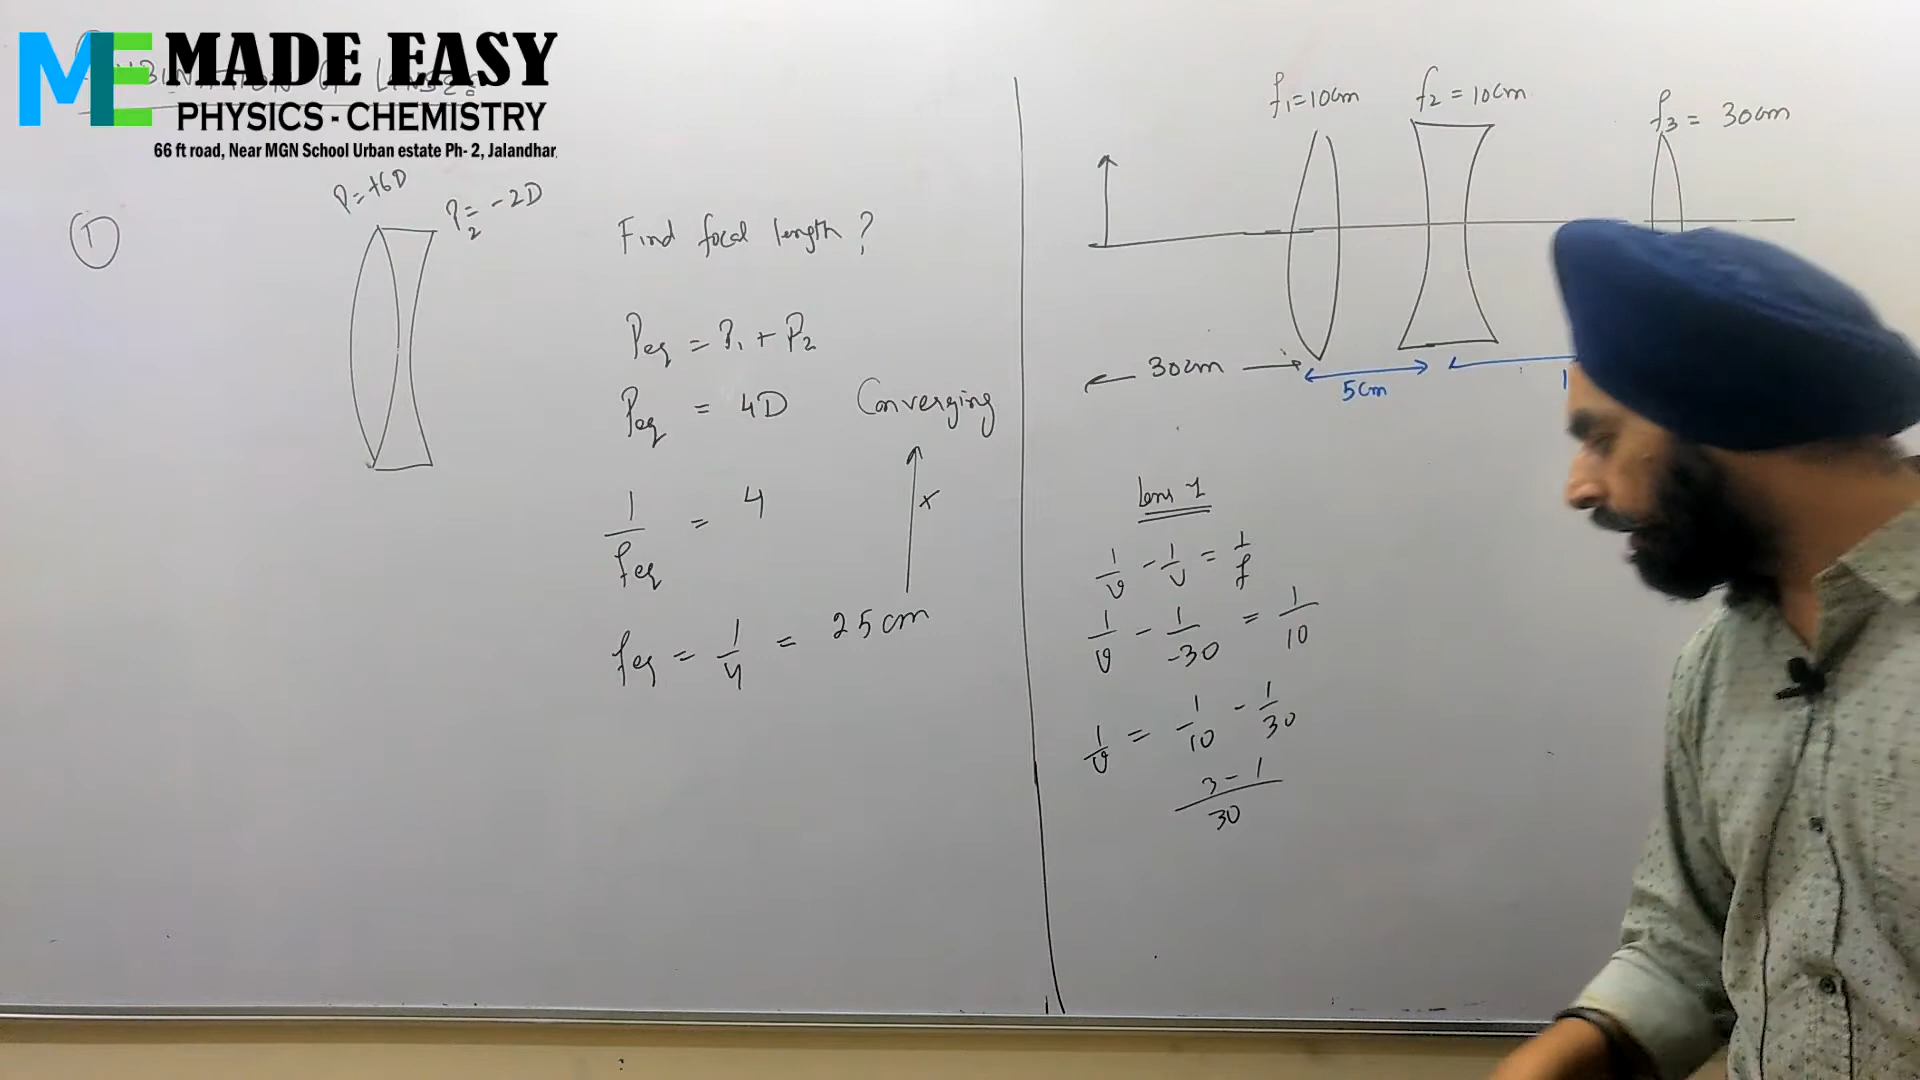 ME MADE EASY
PHYSICS - CHEMISTRY
66 ft road, Near MGN School Urban estate Ph- 2, Jalandhar
1
P = +6D
P2 = -2D
Find focal length?
Peq = P1 + P2
Peq = 4D Converging
1/feq = 4
x
feq = 1/4 = 25cm
f1=10cm
f2 = 10cm
f3 = 30cm
30cm
5cm
1
lens 1
1/v - 1/u = 1/f
1/v - 1/-30 = 1/10
1/v = 1/10 - 1/30
3-1/30